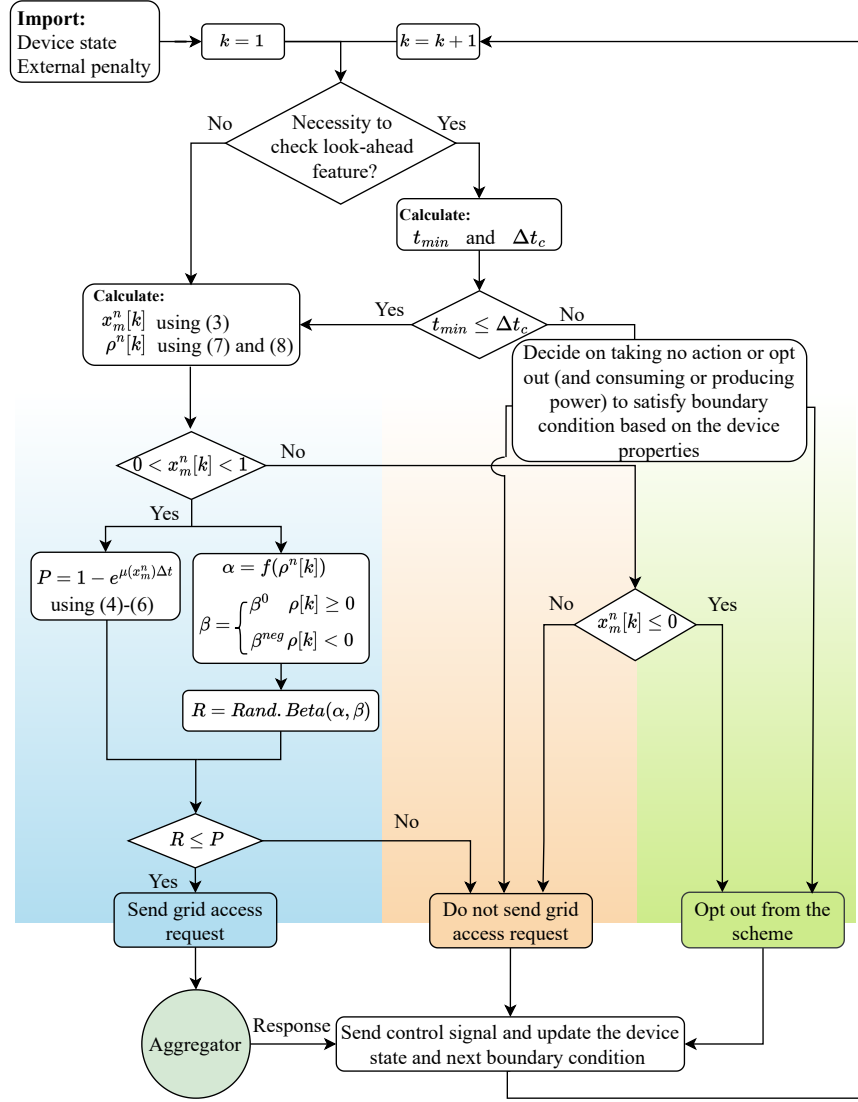 Import:
Device state
External penalty
k = 1
k = k + 1
No
Necessity to
check look-ahead
feature?
Yes
Calculate:
t_{min} and Δt_c
Calculate:
x_m^n[k] using (3)
ρ^n[k] using (7) and (8)
Yes
t_{min} ≤ Δt_c
No
Decide on taking no action or opt
out (and consuming or producing
power) to satisfy boundary
condition based on the device
properties
0 < x_m^n[k] < 1
No
Yes
P = 1 − e^{μ(x_m^n)Δt}
using (4)-(6)
α = f(ρ^n[k])
β = { β^0 ρ[k] ≥ 0
β^{neg} ρ[k] < 0
No
x_m^n[k] ≤ 0
Yes
R = Rand. Beta(α, β)
R ≤ P
No
Yes
Send grid access
request
Do not send grid
access request
Opt out from the
scheme
Aggregator
Response
Send control signal and update the device
state and next boundary condition